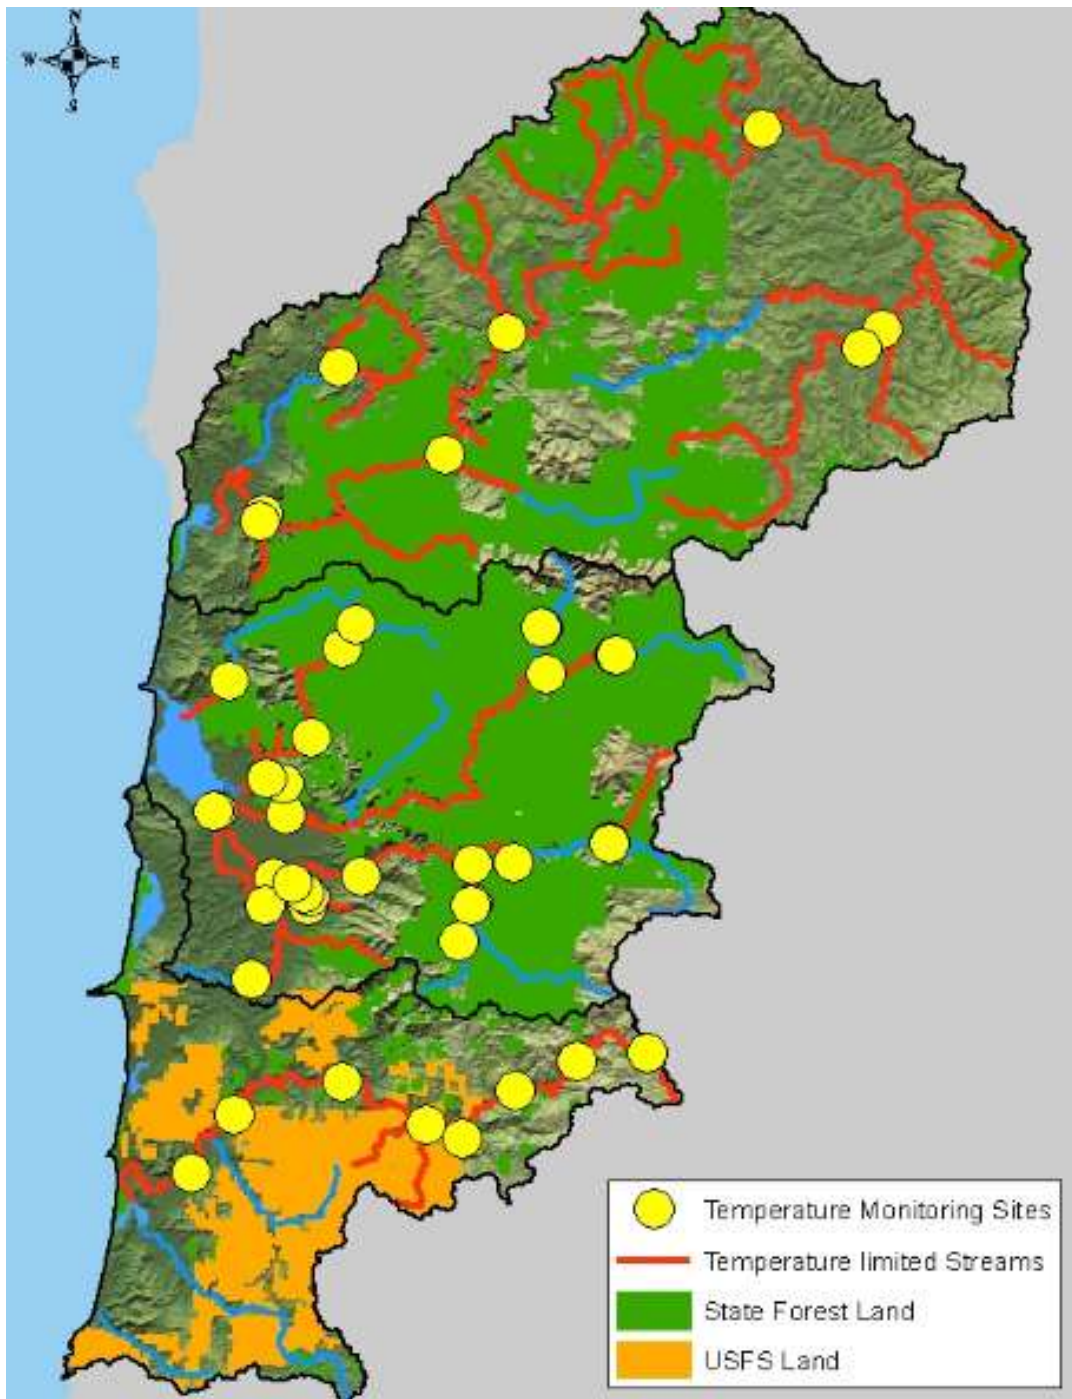 N
W E
S
Temperature Monitoring Sites
Temperature limited Streams
State Forest Land
USFS Land